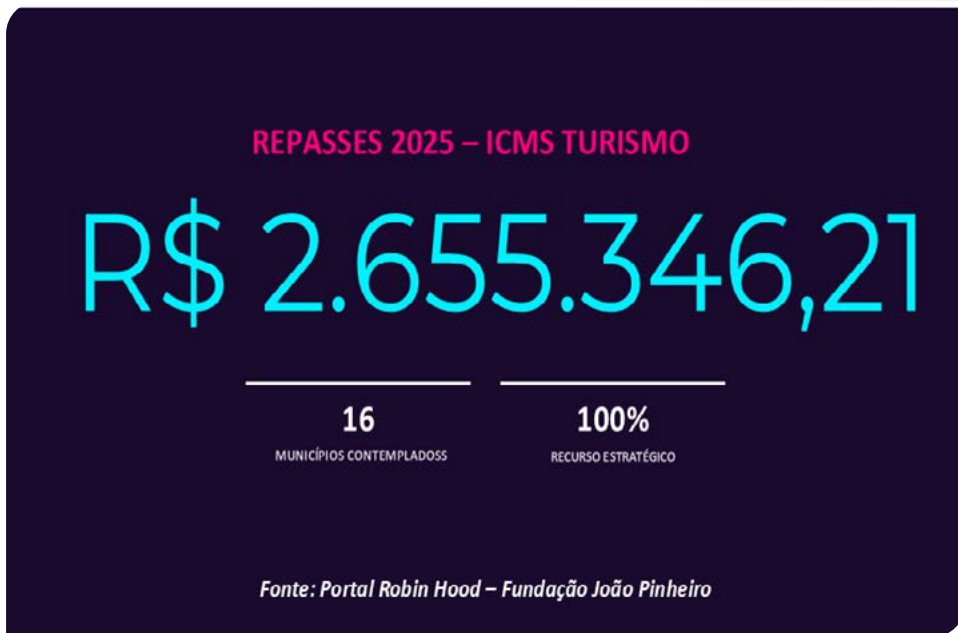 REPASSES 2025 – ICMS TURISMO
R$ 2.655.346,21
16
MUNICÍPIOS CONTEMPLADOSS
100%
RECURSO ESTRATÉGICO
Fonte: Portal Robin Hood – Fundação João Pinheiro